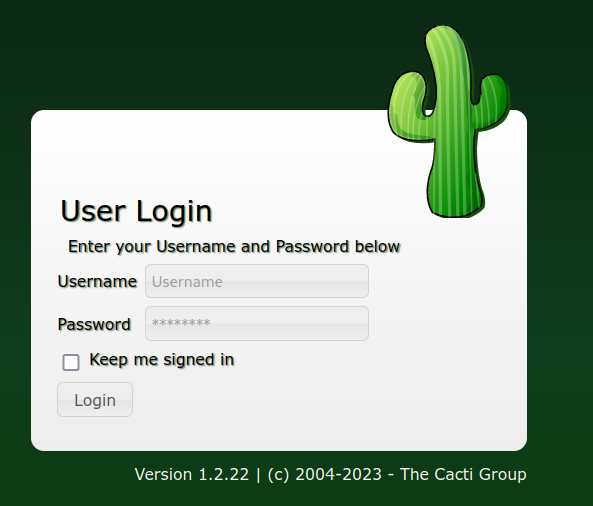 User Login
Enter your Username and Password below
Username Username
Password ********
Keep me signed in
Login
Version 1.2.22 | (c) 2004-2023 - The Cacti Group